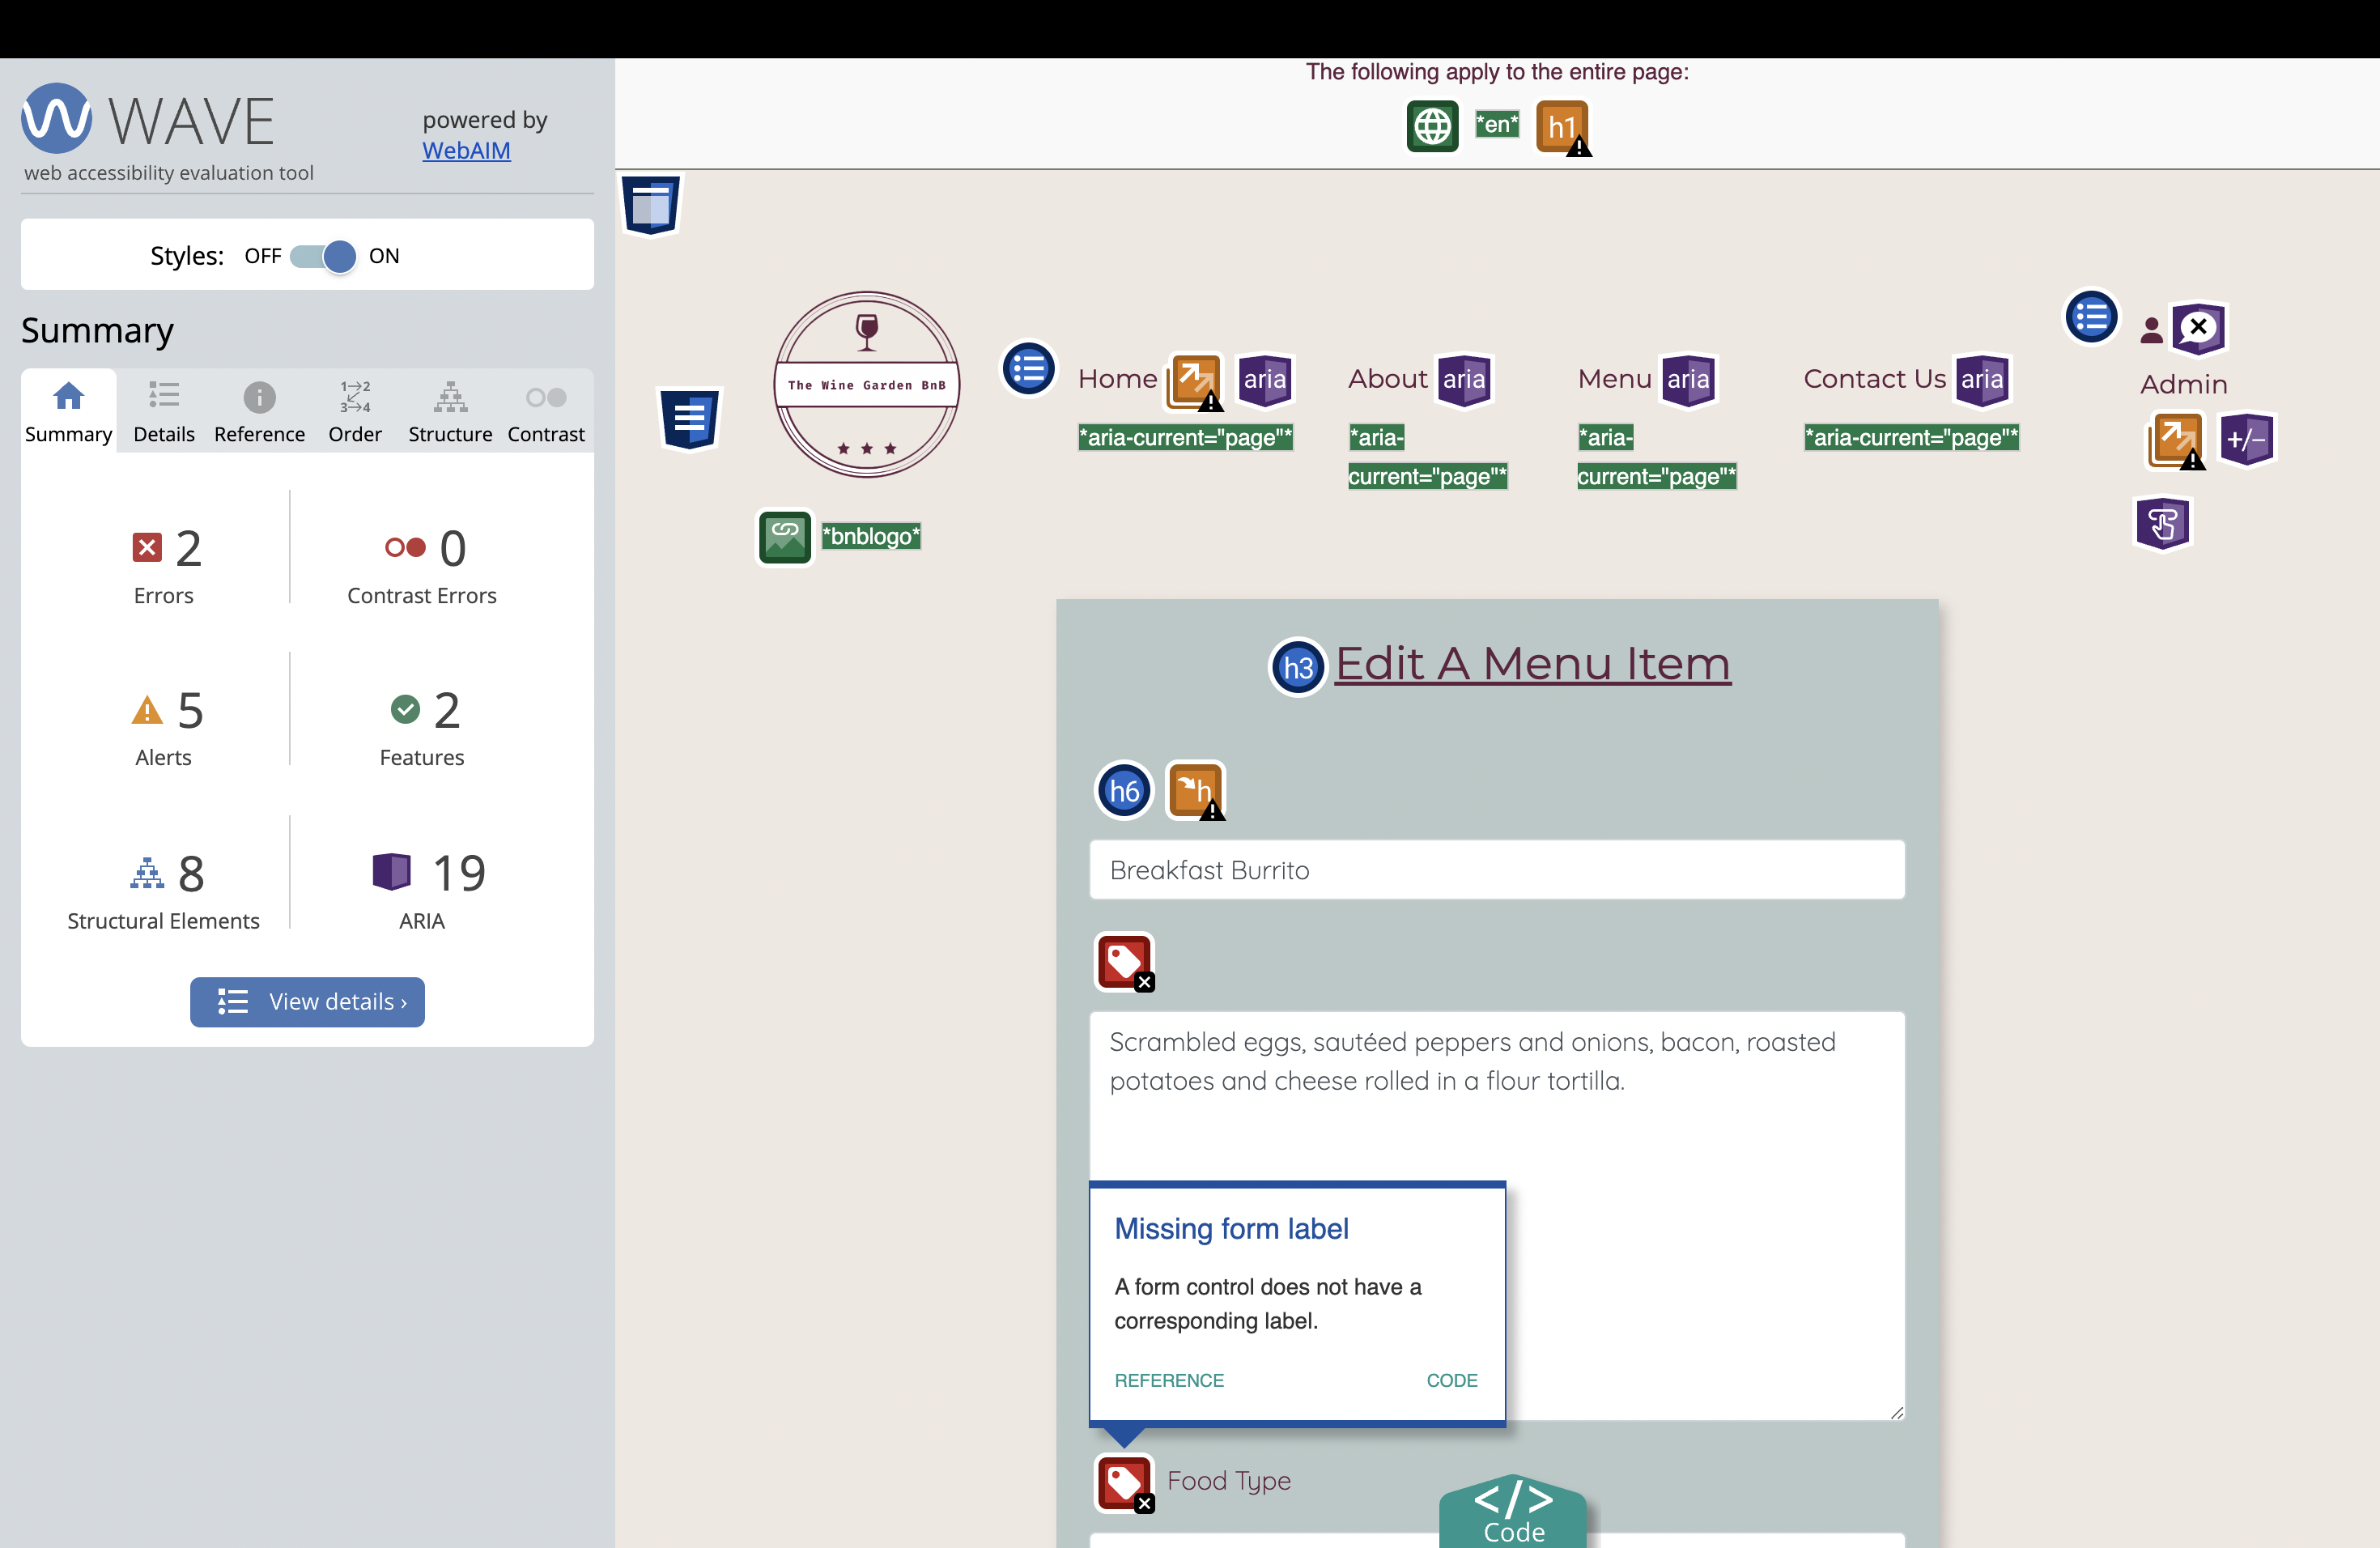 WAVE
powered by
WebAIM
web accessibility evaluation tool
Styles: OFF ON
Summary
Summary Details Reference Order Structure Contrast
2
Errors
0
Contrast Errors
5
Alerts
2
Features
8
Structural Elements
19
ARIA
View details ›
The following apply to the entire page:
*en* h1
The Wine Garden BnB
*bnblogo*
Home aria
*aria-current="page"*
About aria
*aria-
current="page"*
Menu aria
*aria-
current="page"*
Contact Us aria
*aria-current="page"*
Admin
+/−
h3 Edit A Menu Item
h6 h
Breakfast Burrito
Scrambled eggs, sautéed peppers and onions, bacon, roasted
potatoes and cheese rolled in a flour tortilla.
Missing form label
A form control does not have a
corresponding label.
REFERENCE CODE
Food Type
</>
Code